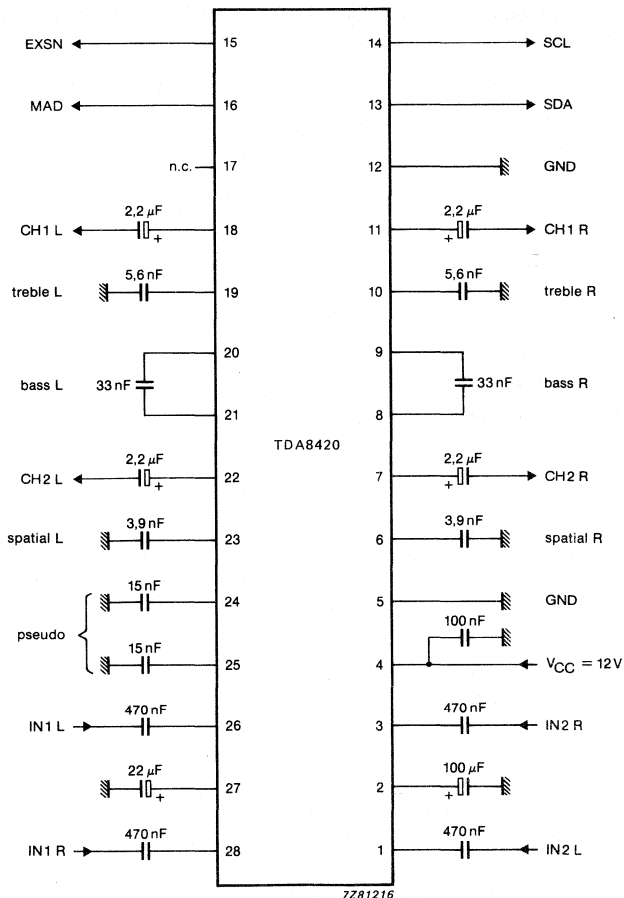 EXSN 15 14 SCL
MAD 16 13 SDA
n.c. 17 12 GND
2,2 μF 2,2 μF
CH1 L + 18 11 + CH1 R
5,6 nF 5,6 nF
treble L 19 10 treble R
20 9
bass L 33 nF 33 nF bass R
21 8
TDA8420
2,2 μF 2,2 μF
CH2 L + 22 7 + CH2 R
3,9 nF 3,9 nF
spatial L 23 6 spatial R
15 nF
24 5 GND
pseudo 100 nF
15 nF
25 4 VCC = 12 V
470 nF 470 nF
IN1 L 26 3 IN2 R
22 μF 100 μF
+ 27 2 +
470 nF 470 nF
IN1 R 28 1 IN2 L
7Z81216